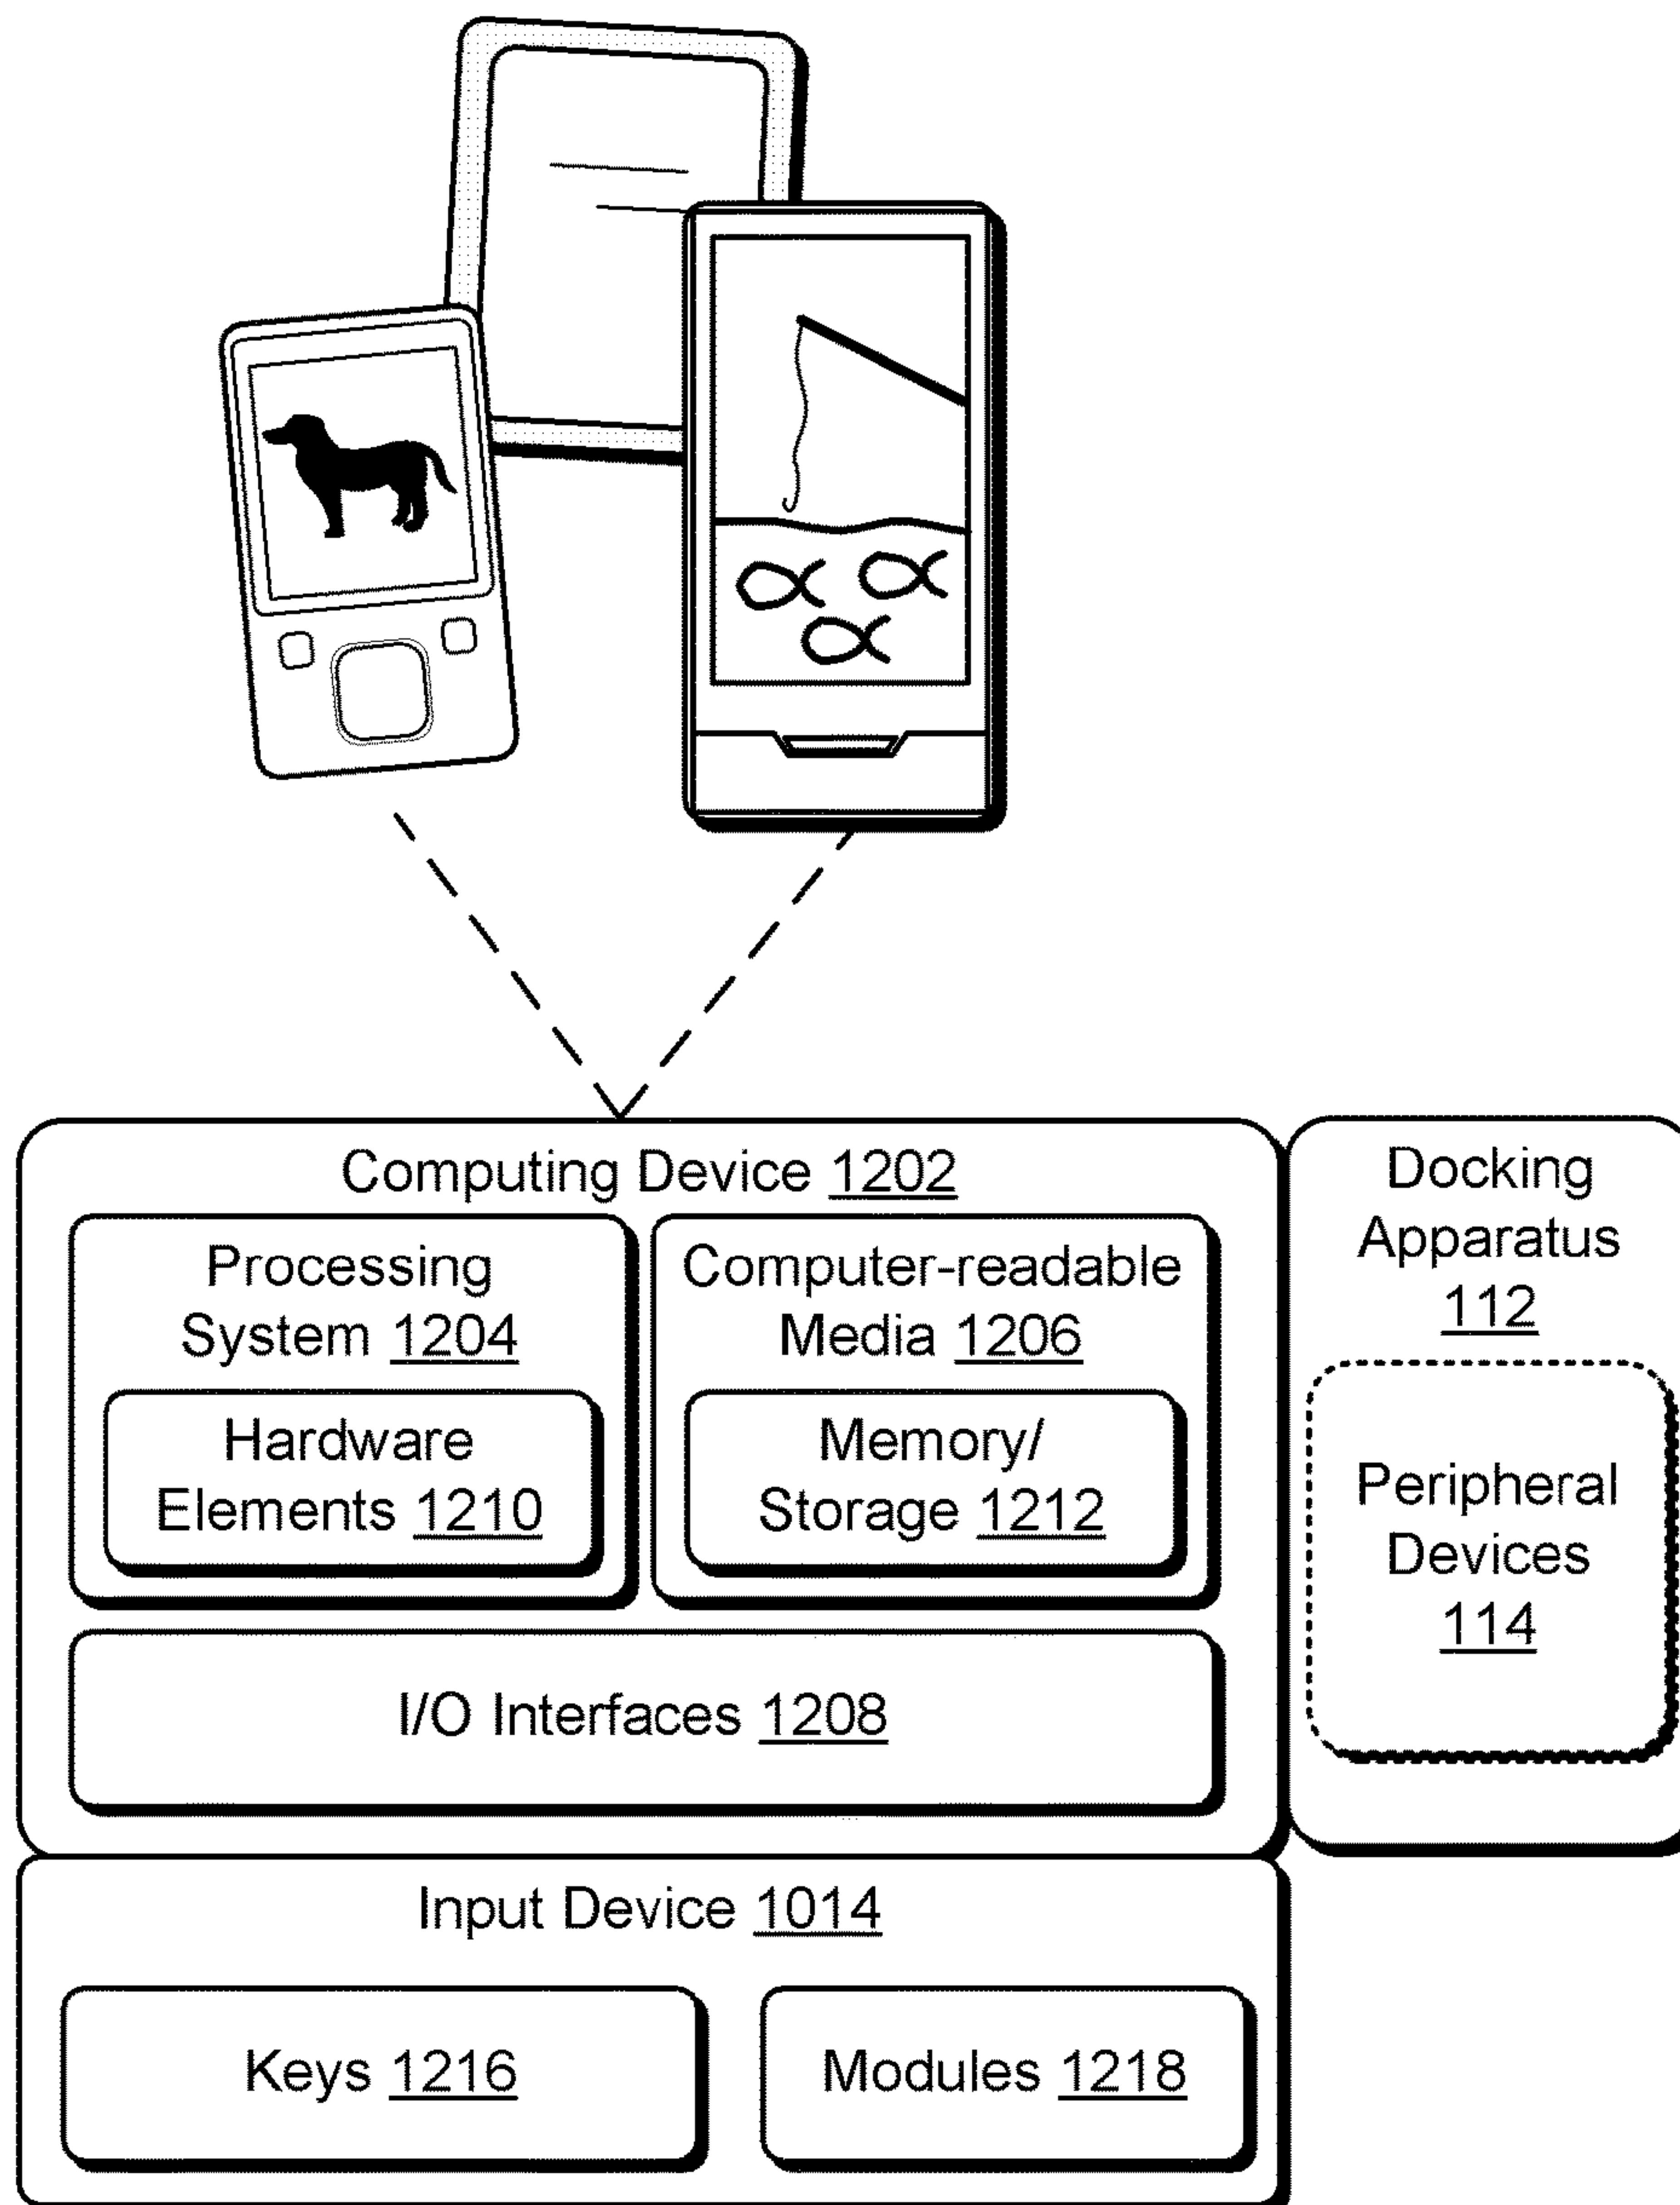 Computing Device 1202
Processing
System 1204
Hardware
Elements 1210
Computer-readable
Media 1206
Memory/
Storage 1212
I/O Interfaces 1208
Docking
Apparatus
112
Peripheral
Devices
114
Input Device 1014
Keys 1216
Modules 1218